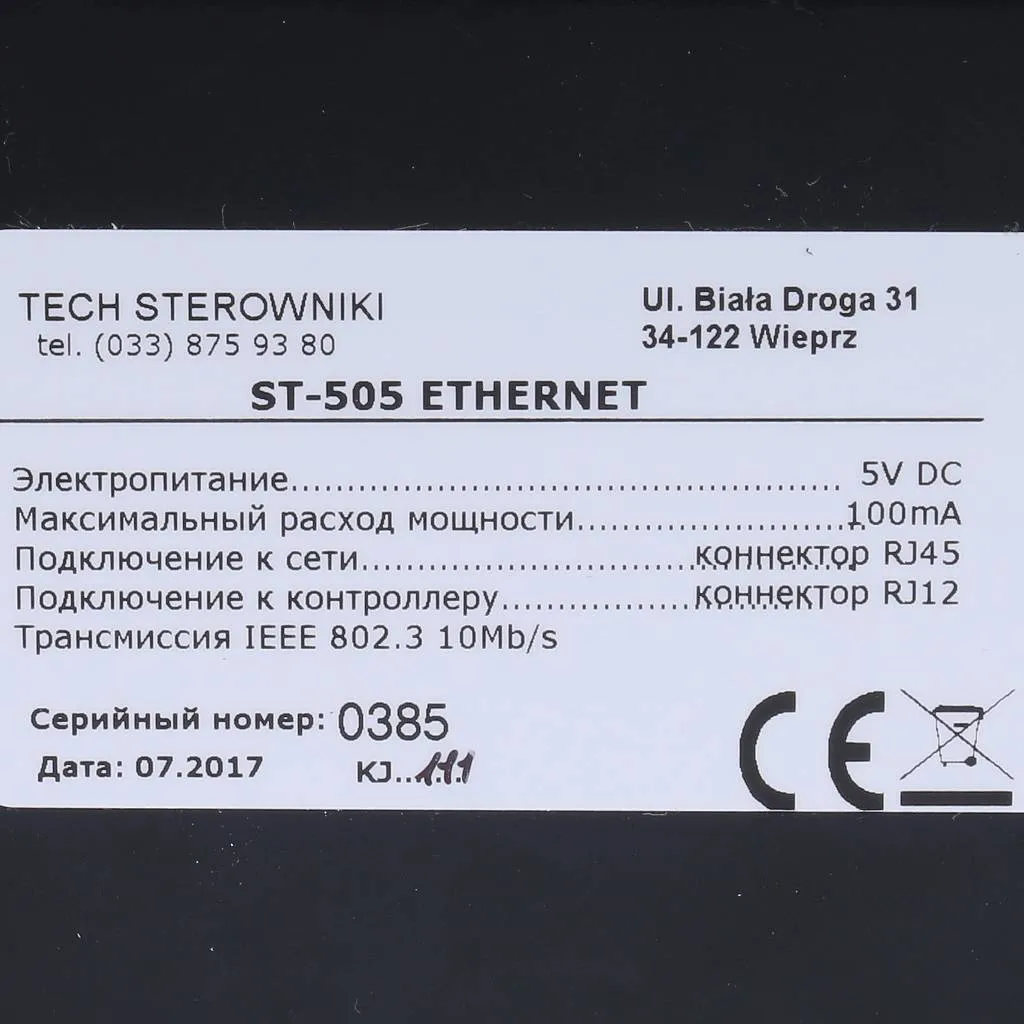 TECH STEROWNIKI
tel. (033) 875 93 80
Ul. Biała Droga 31
34-122 Wieprz
ST-505 ETHERNET
Электропитание........................................... 5V DC
Максимальный расход мощности.....................100mA
Подключение к сети..........................коннектор RJ45
Подключение к контроллеру...............коннектор RJ12
Трансмиссия IEEE 802.3 10Mb/s
Серийный номер: 0385
Дата: 07.2017 KJ..111
CE